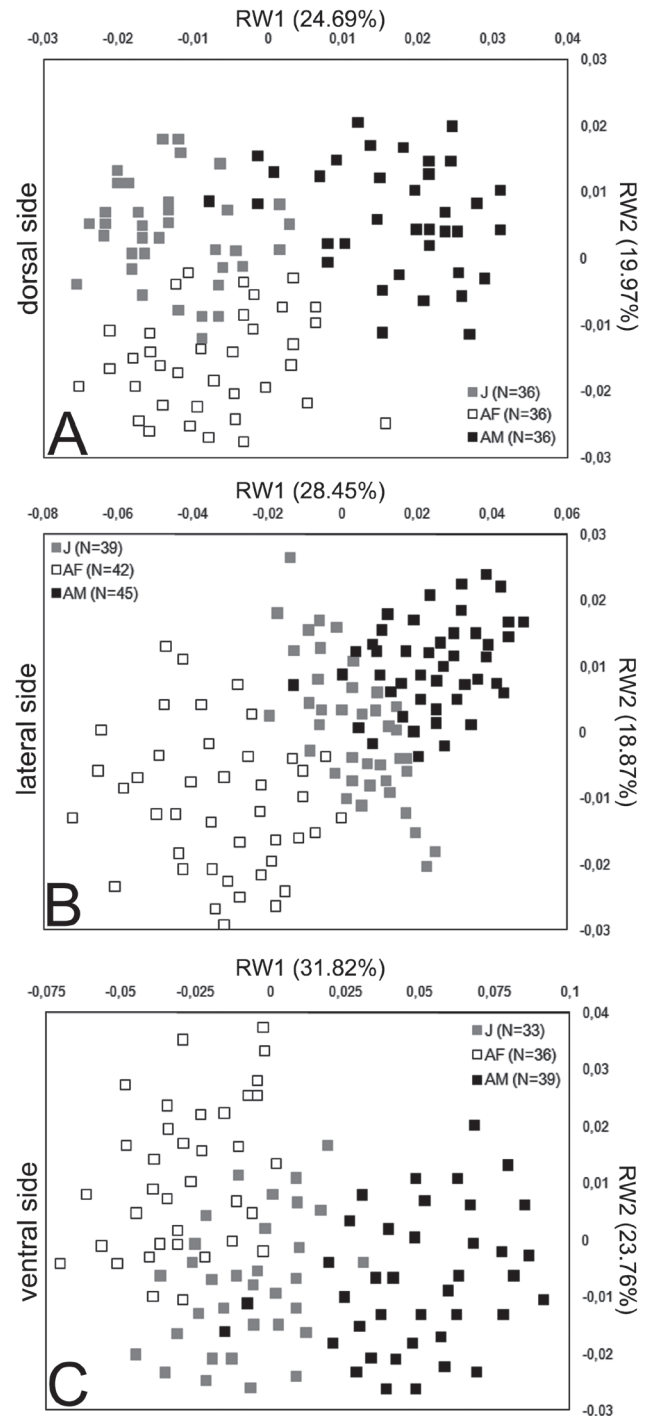 RW1 (24.69%)
-0,03 -0,02 -0,01 0 0,01 0,02 0,03 0,04
0,03
0,02
0,01
0
-0,01
-0,02
-0,03
RW2 (19.97%)
dorsal side
J (N=36)
AF (N=36)
AM (N=36)
A
RW1 (28.45%)
-0,08 -0,06 -0,04 -0,02 0 0,02 0,04 0,06
0,03
0,02
0,01
0
-0,01
-0,02
-0,03
RW2 (18.87%)
lateral side
J (N=39)
AF (N=42)
AM (N=45)
B
RW1 (31.82%)
-0,075 -0,05 -0,025 0 0,025 0,05 0,075 0,1
0,04
0,03
0,02
0,01
0
-0,01
-0,02
-0,03
RW2 (23.76%)
ventral side
J (N=33)
AF (N=36)
AM (N=39)
C